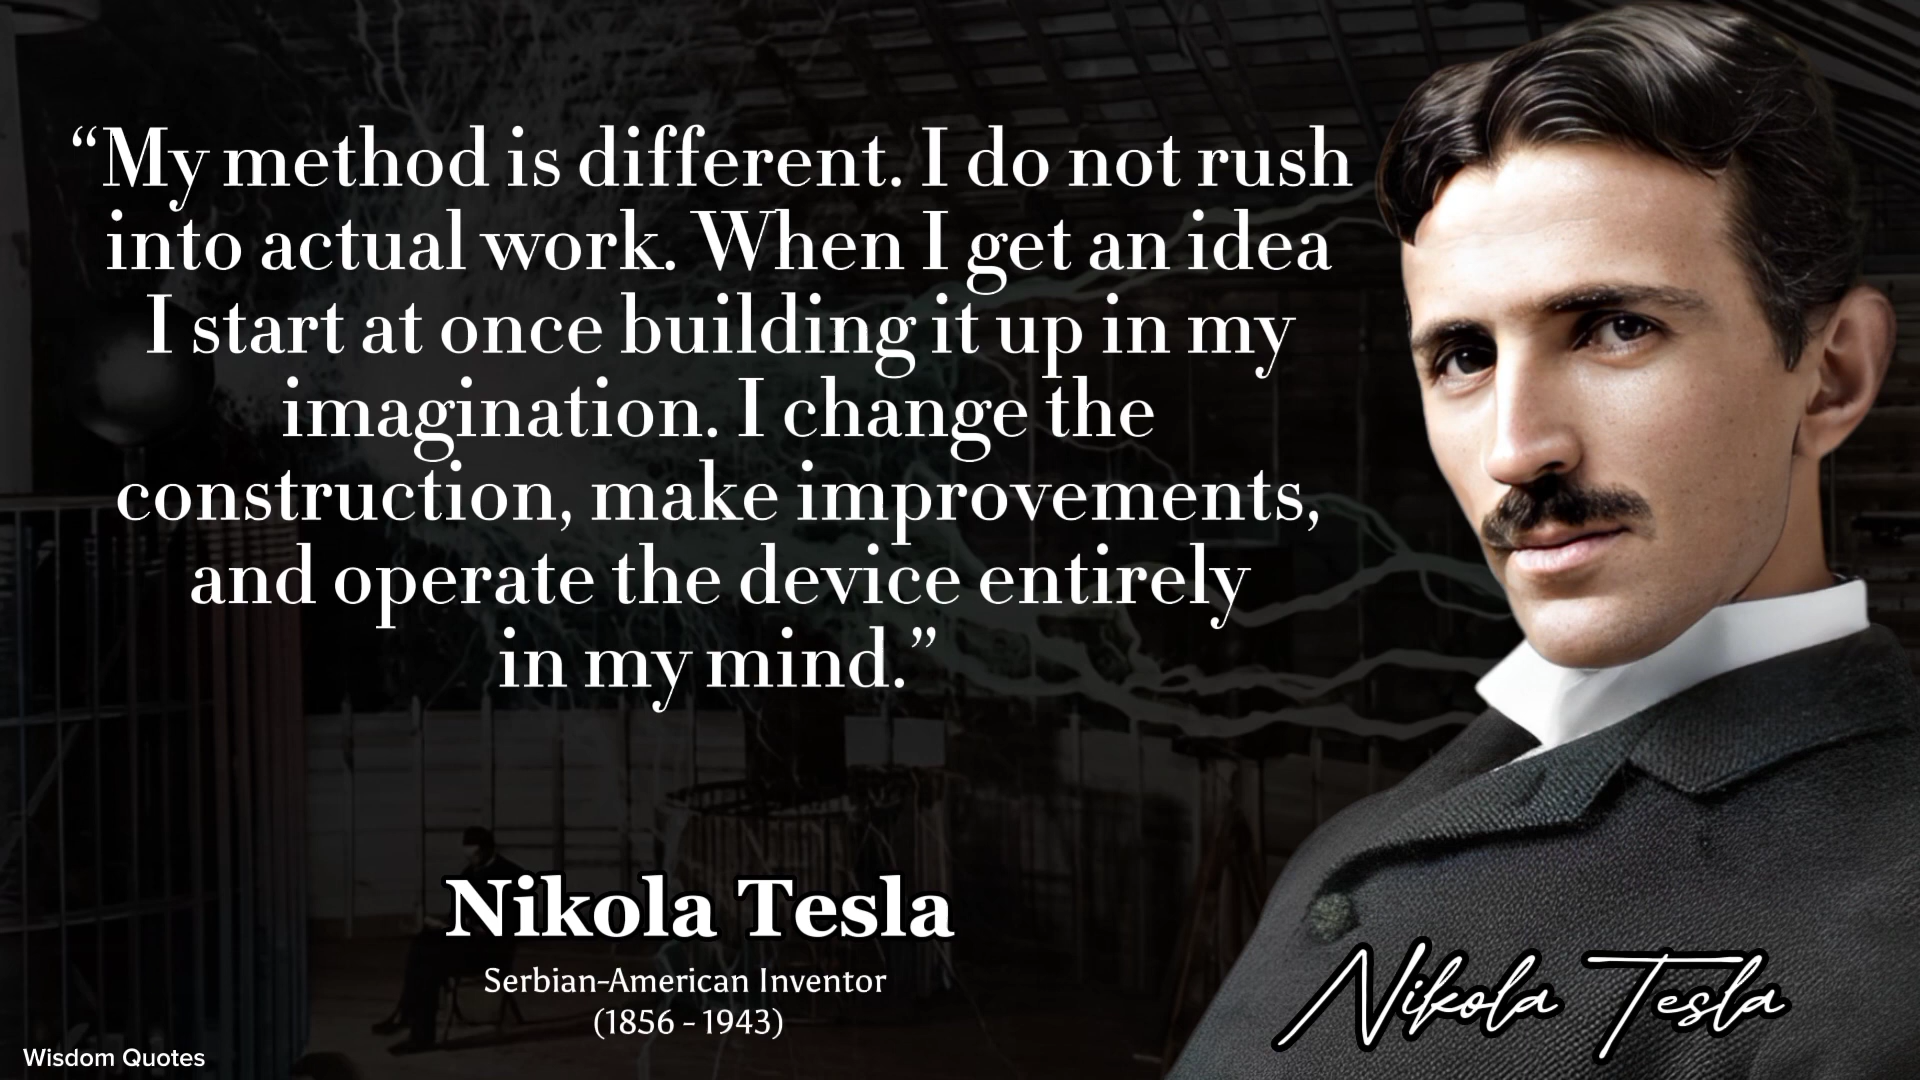 “My method is different. I do not rush
into actual work. When I get an idea
I start at once building it up in my
imagination. I change the
construction, make improvements,
and operate the device entirely
in my mind.”
Nikola Tesla
Serbian-American Inventor
(1856 - 1943)
Nikola Tesla
Wisdom Quotes